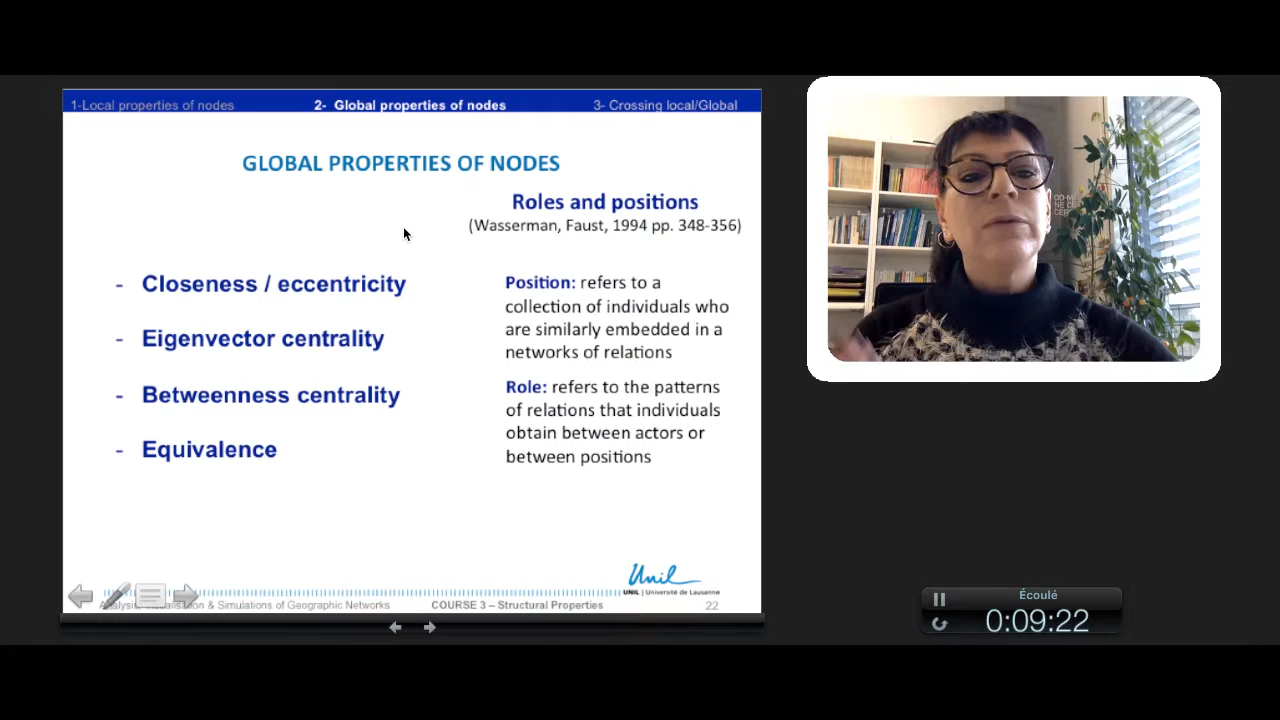 1-Local properties of nodes
2- Global properties of nodes
3- Crossing local/Global
GLOBAL PROPERTIES OF NODES
Roles and positions
(Wasserman, Faust, 1994 pp. 348-356)
- Closeness / eccentricity
- Eigenvector centrality
- Betweenness centrality
- Equivalence
Position: refers to a
collection of individuals who
are similarly embedded in a
networks of relations
Role: refers to the patterns
of relations that individuals
obtain between actors or
between positions
Unil
UNIL | Université de Lausanne
& Simulations of Geographic Networks
COURSE 3 – Structural Properties
22
Écoulé
0:09:22